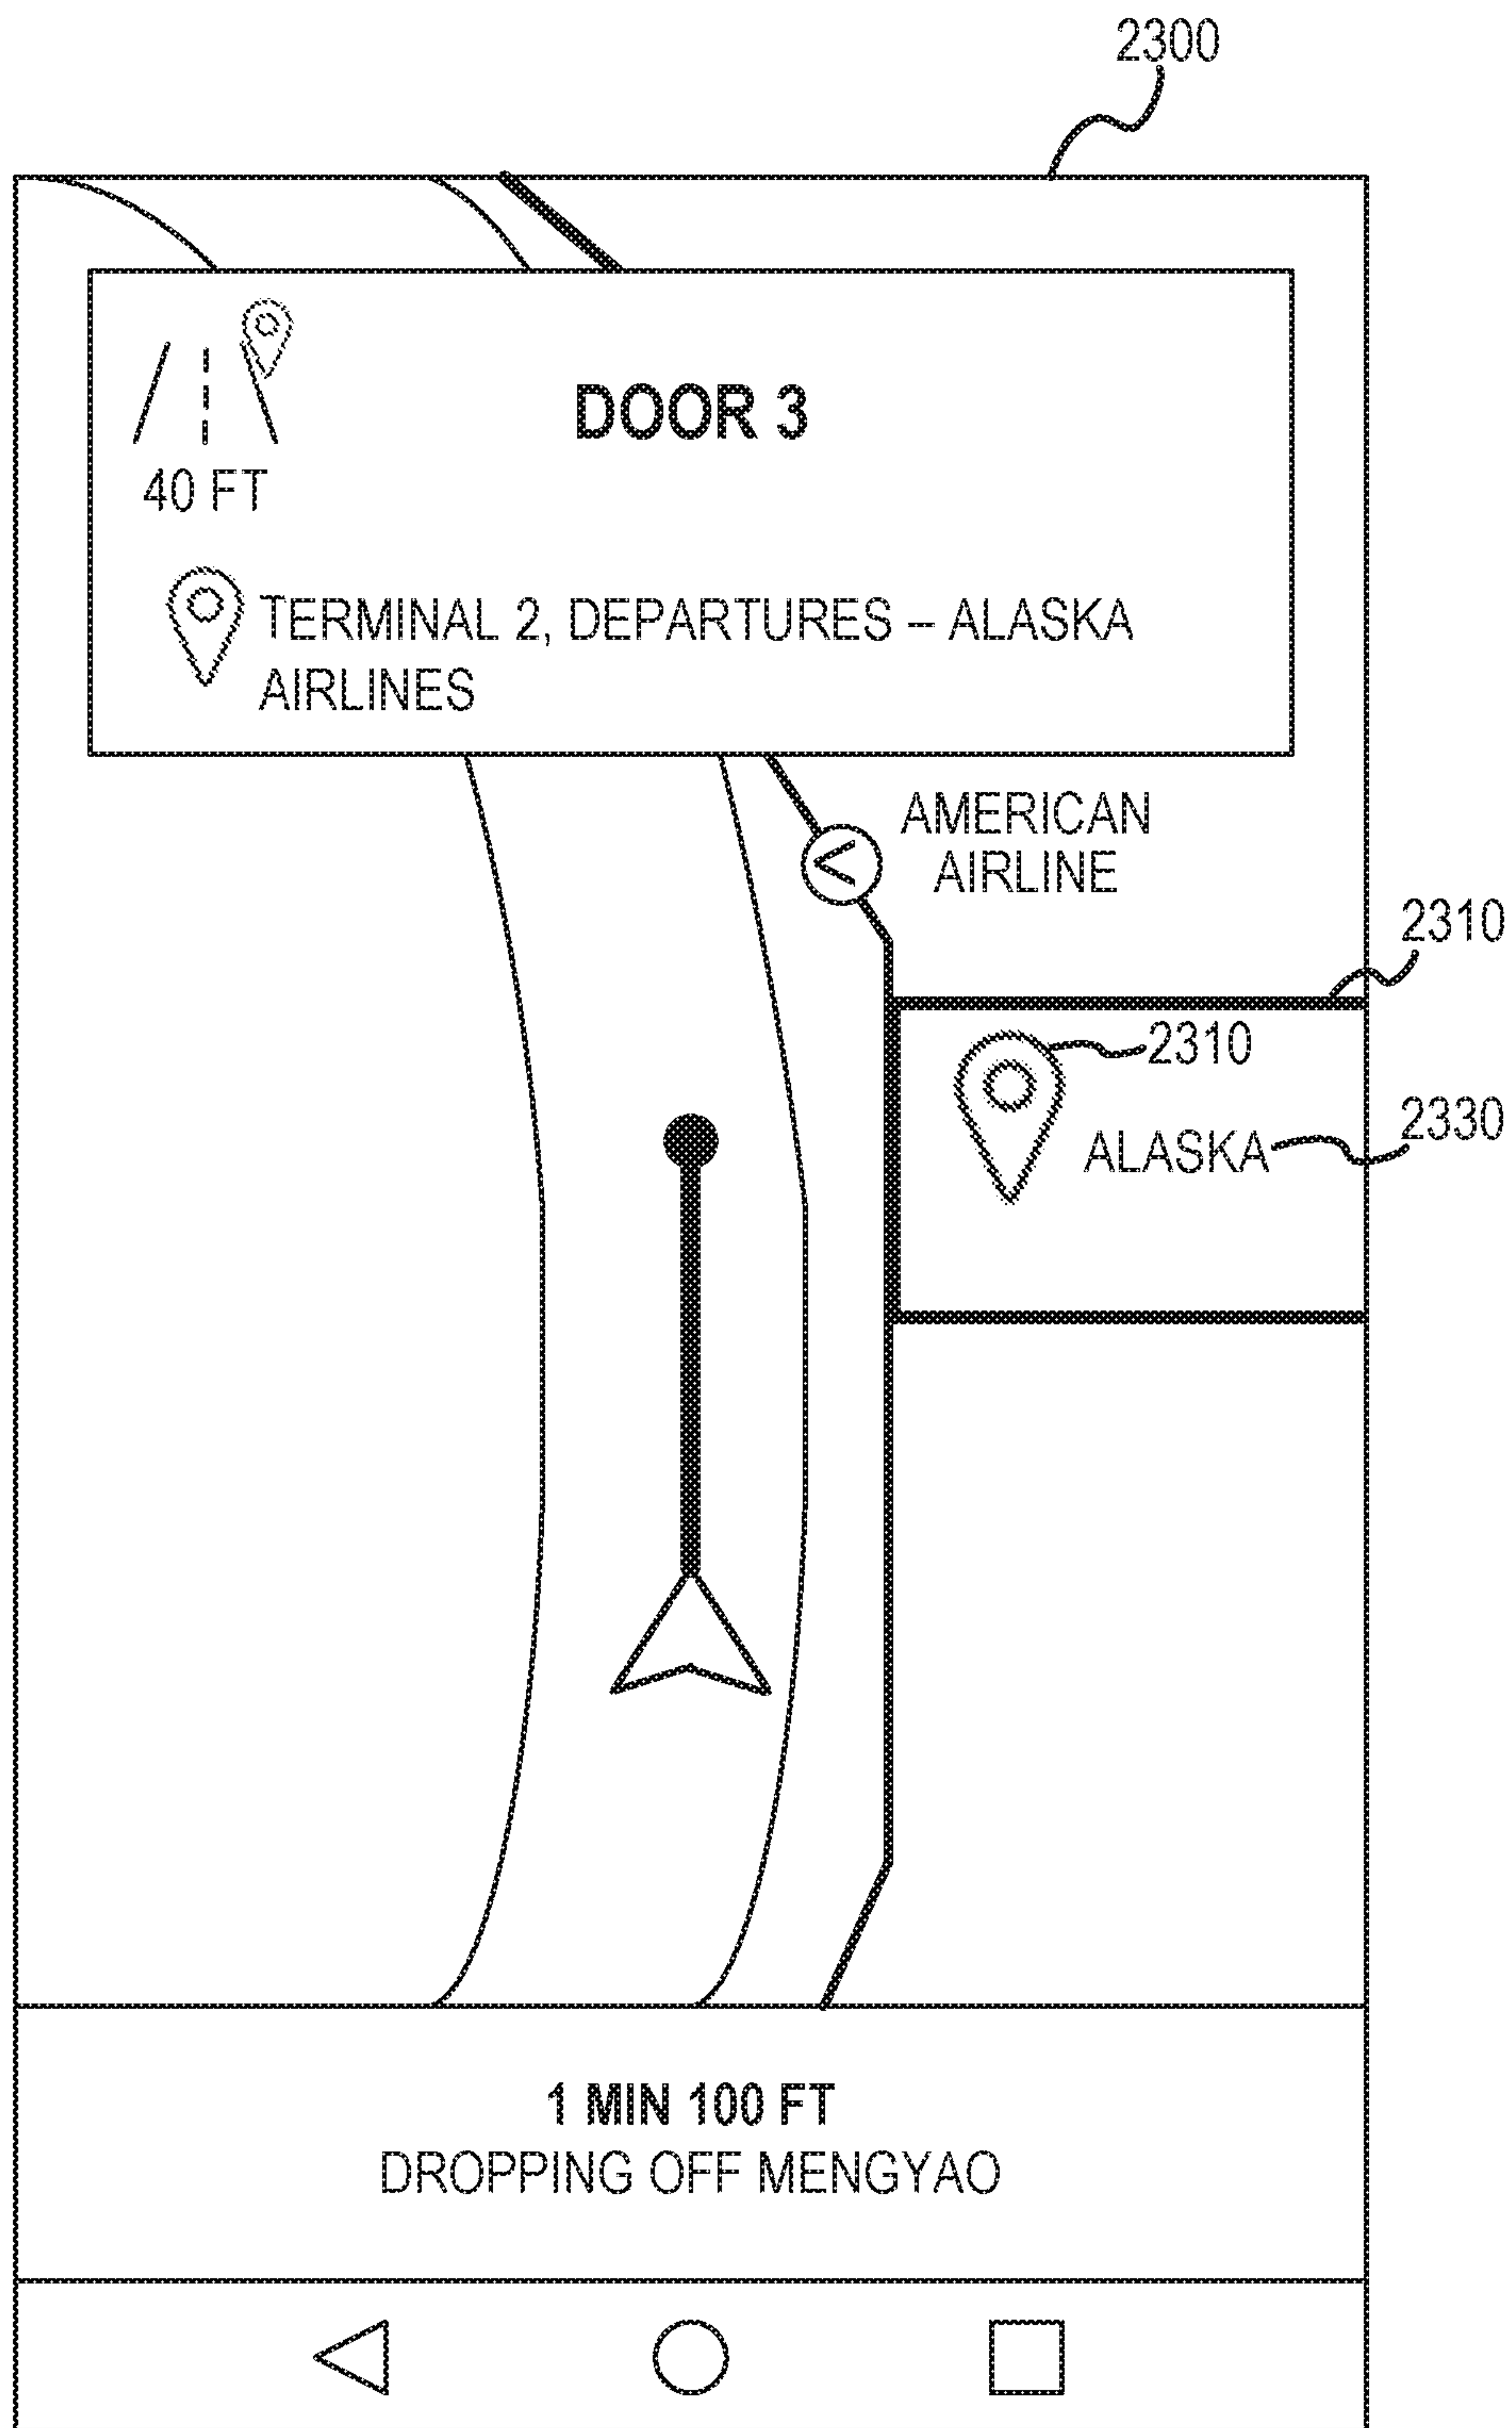 2300
DOOR 3
40 FT
TERMINAL 2, DEPARTURES – ALASKA
AIRLINES
AMERICAN
AIRLINE
2310
2310
2330
ALASKA
1 MIN 100 FT
DROPPING OFF MENGYAO